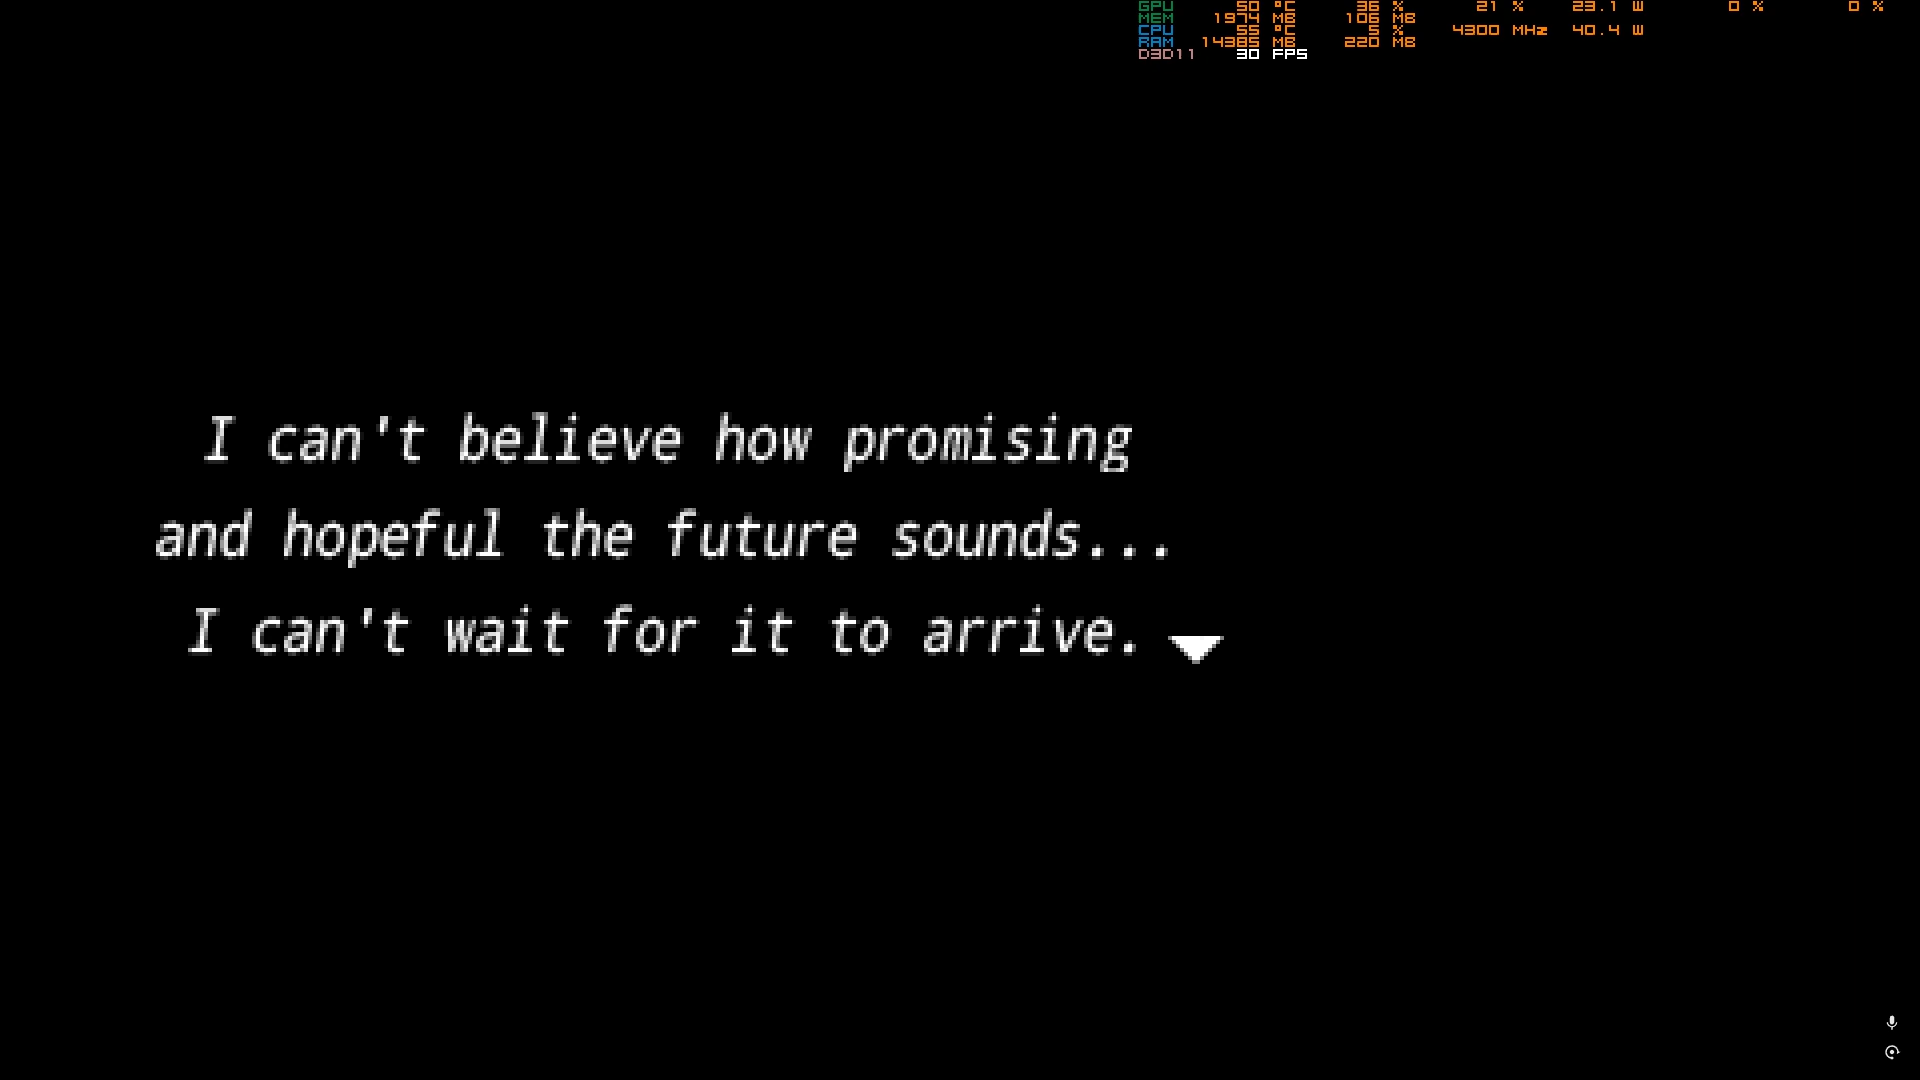 GPU 50 °C 36 % 21 % 23.1 W 0 % 0 %
MEM 1974 MB 106 MB
CPU 55 °C 5 % 4300 MHz 40.4 W
RAM 14385 MB 220 MB
D3D11 30 FPS
I can't believe how promising
and hopeful the future sounds...
I can't wait for it to arrive.